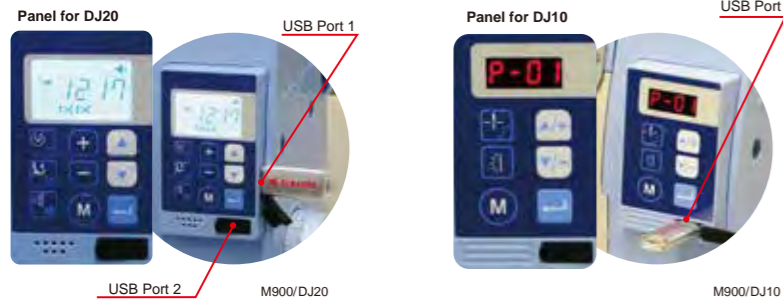 Panel for DJ20
USB Port 1
1217
M
USB Port 2
M900/DJ20
Panel for DJ10
USB Port
P-01
P-01
M
M
M900/DJ10